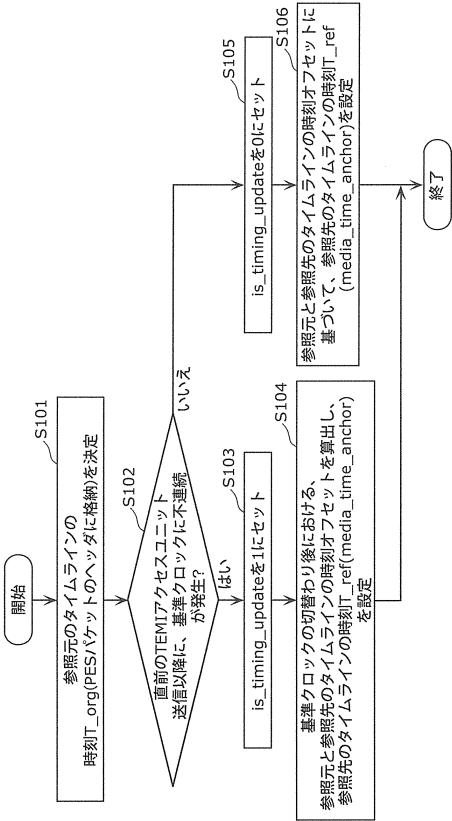 開始
S101
参照元のタイムラインの
時刻T_org(PESパケットのヘッダに格納)を決定
S102
直前のTEMIアクセスユニット
送信以降に、基準クロックに不連続
が発生?
はい
いいえ
S103
is_timing_updateを1にセット
S104
基準クロックの切替わり後における、
参照元と参照先のタイムラインの時刻オフセットを算出し、
参照先のタイムラインの時刻T_ref(media_time_anchor)
を設定
S105
is_timing_updateを0にセット
S106
参照元と参照先のタイムラインの時刻オフセットに
基づいて、参照先のタイムラインの時刻T_ref
(media_time_anchor)を設定
終了